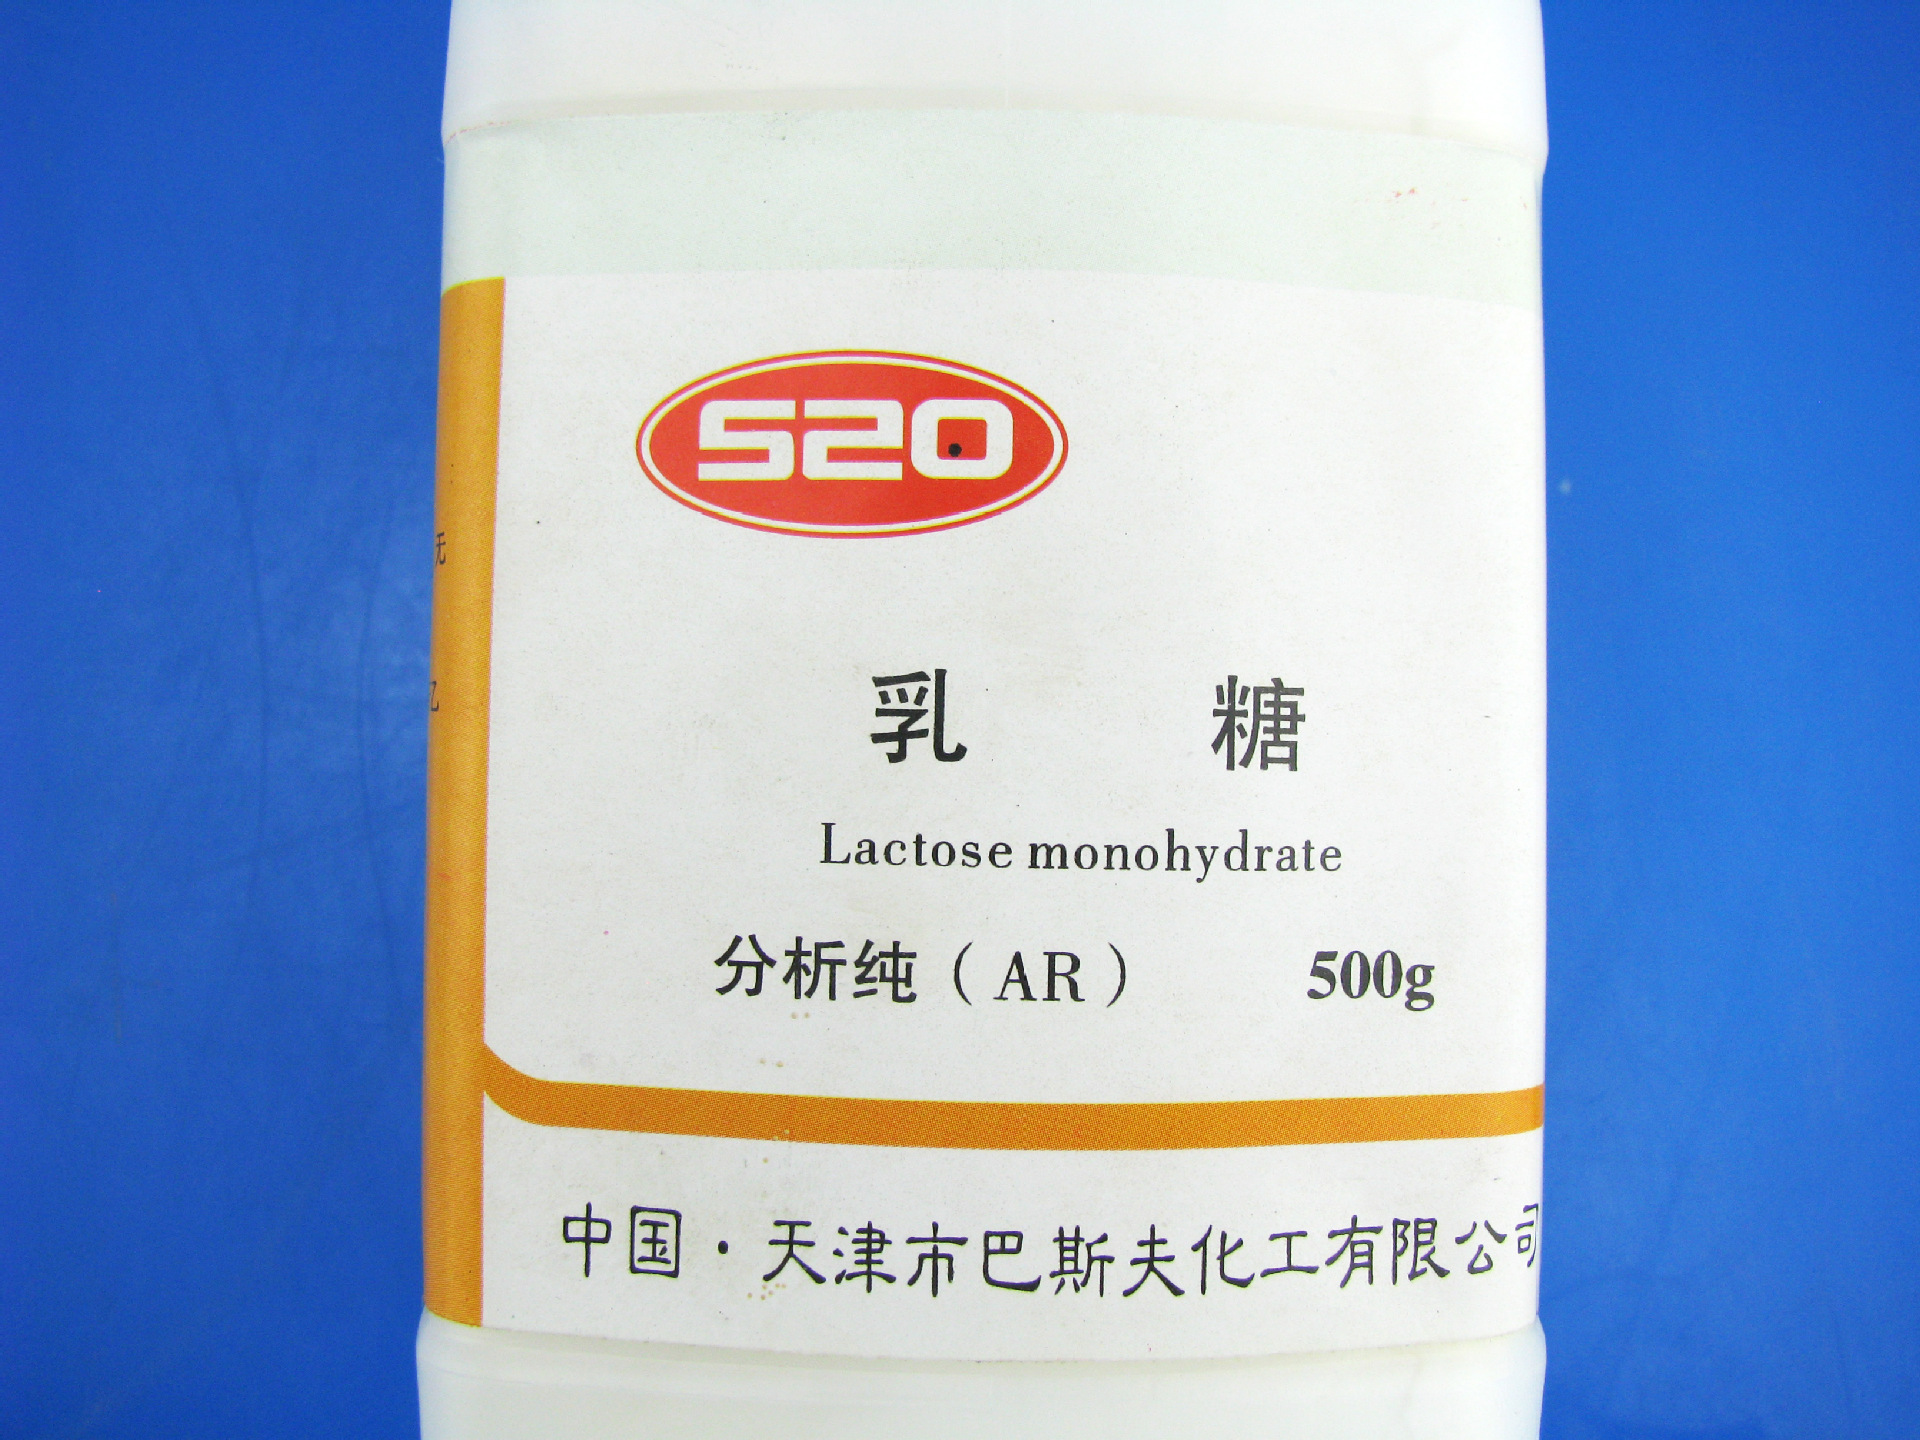 520
乳 糖
Lactose monohydrate
分析纯（AR） 500g
中国·天津市巴斯夫化工有限公司
无